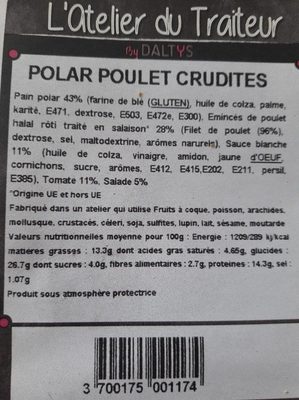 L'Atelier du Traiteur
By DALTYS
POLAR POULET CRUDITES
Pain polar 43% (farine de blé (GLUTEN), huile de colza, palme,
karité, E471, dextrose, E503, E472e, E300), Emincés de poulet
halal rôti traité en salaison* 28% (Filet de poulet (96%),
dextrose, sel, maltodextrine, arômes naturels), Sauce blanche
11% (huile de colza, vinaigre, amidon, jaune d'OEUF,
cornichons, sucre, arômes, E412, E415,E202, E211, persil,
E385), Tomate 11%, Salade 5%
*Origine UE et hors UE
Fabriqué dans un atelier qui utilise Fruits à coque, poisson, arachides,
mollusque, crustacés, céleri, soja, sulfites, lupin, lait, sésame, moutarde
Valeurs nutritionnelles moyenne pour 100g : Energie : 1209/289 kj/kcal
matières grasses : 13.3g dont acides gras saturés : 4.65g, glucides :
26.7g dont sucres : 4.0g, fibres alimentaires : 2.7g, proteines : 14.3g, sel :
1.07g
Produit sous atmosphère protectrice
3 700175 001174